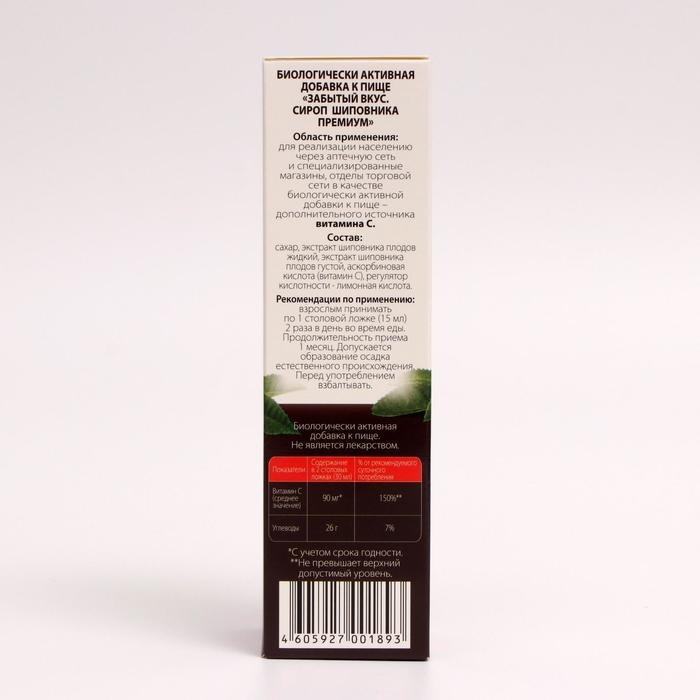 БИОЛОГИЧЕСКИ АКТИВНАЯ
ДОБАВКА К ПИЩЕ
«ЗАБЫТЫЙ ВКУС.
СИРОП ШИПОВНИКА
ПРЕМИУМ»
Область применения:
для реализации населению
через аптечную сеть
и специализированные
магазины, отделы торговой
сети в качестве
биологически активной
добавки к пище –
дополнительного источника
витамина С.
Состав:
сахар, экстракт шиповника плодов
жидкий, экстракт шиповника
плодов густой, аскорбиновая
кислота (витамин С), регулятор
кислотности - лимонная кислота.
Рекомендации по применению:
взрослым принимать
по 1 столовой ложке (15 мл)
2 раза в день во время еды.
Продолжительность приема
1 месяц. Допускается
образование осадка
естественного происхождения.
Перед употреблением
взбалтывать.
Биологически активная
добавка к пище.
Не является лекарством.
Показатели
Содержание
в 2 столовых
ложках (30 мл)
% от рекомендуемого
суточного
потребления
Витамин С
(среднее
значение)
90 мг*
150%**
Углеводы
26 г
7%
*С учетом срока годности.
**Не превышает верхний
допустимый уровень.
4 605927 001893